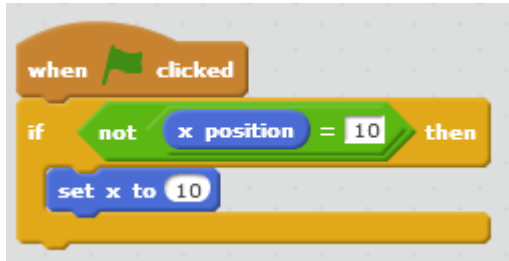 when clicked
if not x position = 10 then
set x to 10